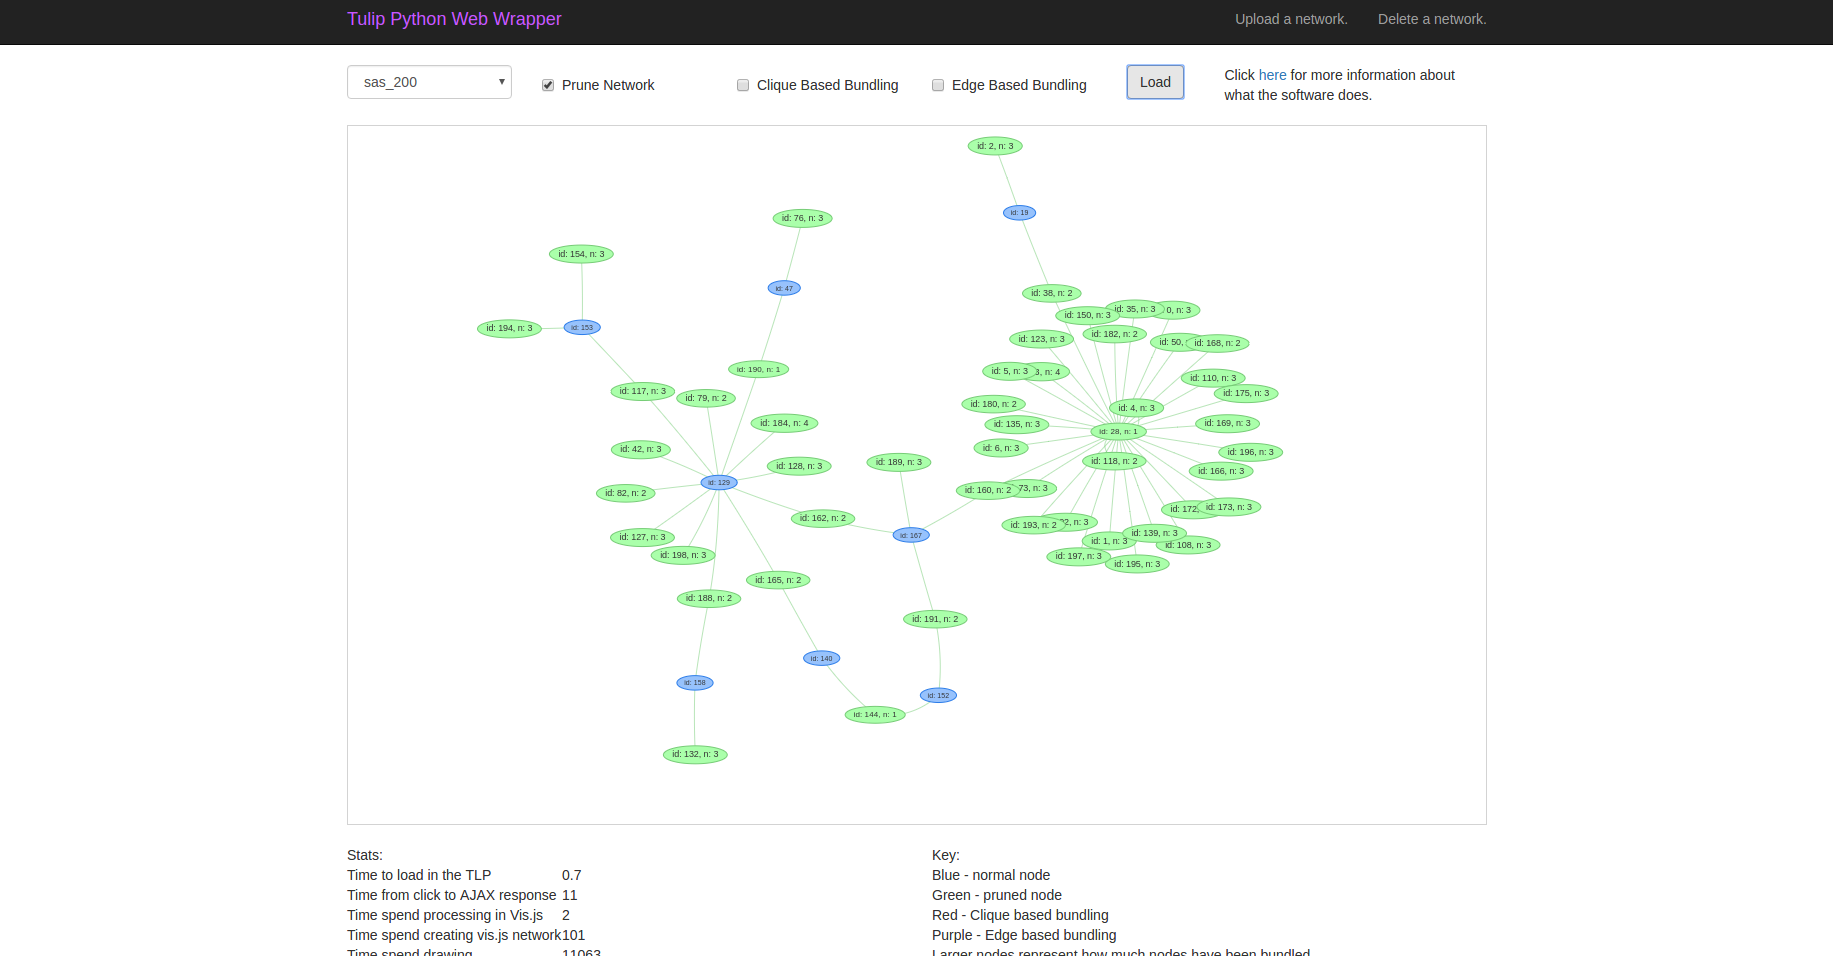 Tulip Python Web Wrapper
Upload a network.
Delete a network.
sas_200
Prune Network
Clique Based Bundling
Edge Based Bundling
Load
Click here for more information about
what the software does.
id: 2, n: 3
id: 19
id: 76, n: 3
id: 154, n: 3
id: 47
id: 38, n: 2
id: 35, n: 3
0, n: 3
id: 150, n: 3
id: 194, n: 3
id: 153
id: 182, n: 2
id: 123, n: 3
id: 50,
id: 168, n: 2
id: 190, n: 1
id: 5, n: 3
3, n: 4
id: 110, n: 3
id: 117, n: 3
id: 175, n: 3
id: 79, n: 2
id: 180, n: 2
id: 4, n: 3
id: 184, n: 4
id: 135, n: 3
id: 169, n: 3
id: 28, n: 1
id: 42, n: 3
id: 6, n: 3
id: 196, n: 3
id: 189, n: 3
id: 118, n: 2
id: 128, n: 3
id: 166, n: 3
id: 129
id: 82, n: 2
id: 160, n: 2
73, n: 3
id: 172,
id: 173, n: 3
id: 162, n: 2
id: 193, n: 2
2, n: 3
id: 167
id: 139, n: 3
id: 127, n: 3
id: 1, n: 3
id: 108, n: 3
id: 198, n: 3
id: 197, n: 3
id: 195, n: 3
id: 165, n: 2
id: 188, n: 2
id: 191, n: 2
id: 140
id: 158
id: 152
id: 144, n: 1
id: 132, n: 3
Stats:
Time to load in the TLP 0.7
Time from click to AJAX response 11
Time spend processing in Vis.js 2
Time spend creating vis.js network 101
Time spend drawing 11063
Key:
Blue - normal node
Green - pruned node
Red - Clique based bundling
Purple - Edge based bundling
Larger nodes represent how much nodes have been bundled